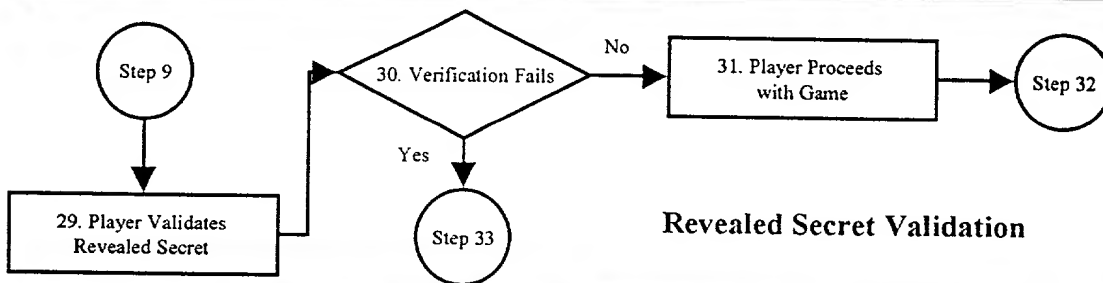 Step 9
29. Player Validates
Revealed Secret
30. Verification Fails
No
Yes
Step 33
31. Player Proceeds
with Game
Step 32
Revealed Secret Validation